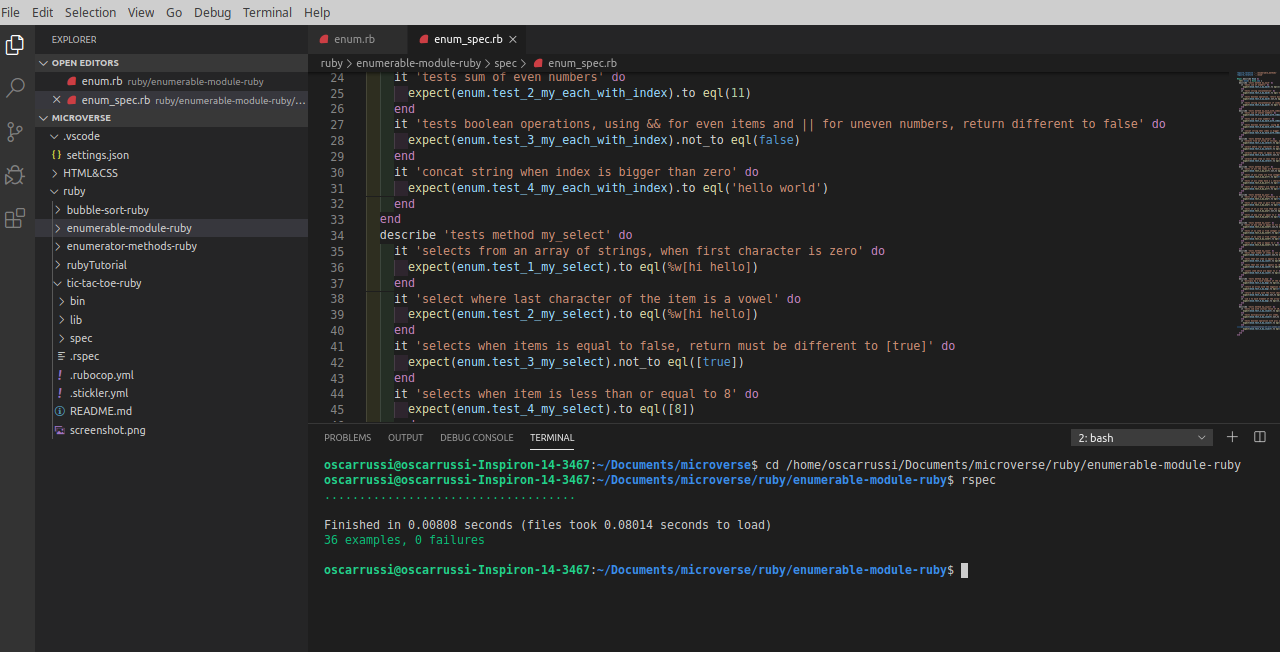 File Edit Selection View Go Debug Terminal Help
EXPLORER
OPEN EDITORS
enum.rb ruby/enumerable-module-ruby
enum_spec.rb ruby/enumerable-module-ruby/...
MICROVERSE
.vscode
{} settings.json
HTML&CSS
ruby
bubble-sort-ruby
enumerable-module-ruby
enumerator-methods-ruby
rubyTutorial
tic-tac-toe-ruby
bin
lib
spec
.rspec
! .rubocop.yml
! .stickler.yml
README.md
screenshot.png
enum.rb enum_spec.rb
ruby > enumerable-module-ruby > spec > enum_spec.rb
24 it 'tests sum of even numbers' do
25 expect(enum.test_2_my_each_with_index).to eql(11)
26 end
27 it 'tests boolean operations, using && for even items and || for uneven numbers, return different to false' do
28 expect(enum.test_3_my_each_with_index).not_to eql(false)
29 end
30 it 'concat string when index is bigger than zero' do
31 expect(enum.test_4_my_each_with_index).to eql('hello world')
32 end
33 end
34 describe 'tests method my_select' do
35 it 'selects from an array of strings, when first character is zero' do
36 expect(enum.test_1_my_select).to eql(%w[hi hello])
37 end
38 it 'select where last character of the item is a vowel' do
39 expect(enum.test_2_my_select).to eql(%w[hi hello])
40 end
41 it 'selects when items is equal to false, return must be different to [true]' do
42 expect(enum.test_3_my_select).not_to eql([true])
43 end
44 it 'selects when item is less than or equal to 8' do
45 expect(enum.test_4_my_select).to eql([8])
PROBLEMS OUTPUT DEBUG CONSOLE TERMINAL 2: bash
oscarrussi@oscarrussi-Inspiron-14-3467:~/Documents/microverse$ cd /home/oscarrussi/Documents/microverse/ruby/enumerable-module-ruby
oscarrussi@oscarrussi-Inspiron-14-3467:~/Documents/microverse/ruby/enumerable-module-ruby$ rspec
....................................
Finished in 0.00808 seconds (files took 0.08014 seconds to load)
36 examples, 0 failures
oscarrussi@oscarrussi-Inspiron-14-3467:~/Documents/microverse/ruby/enumerable-module-ruby$